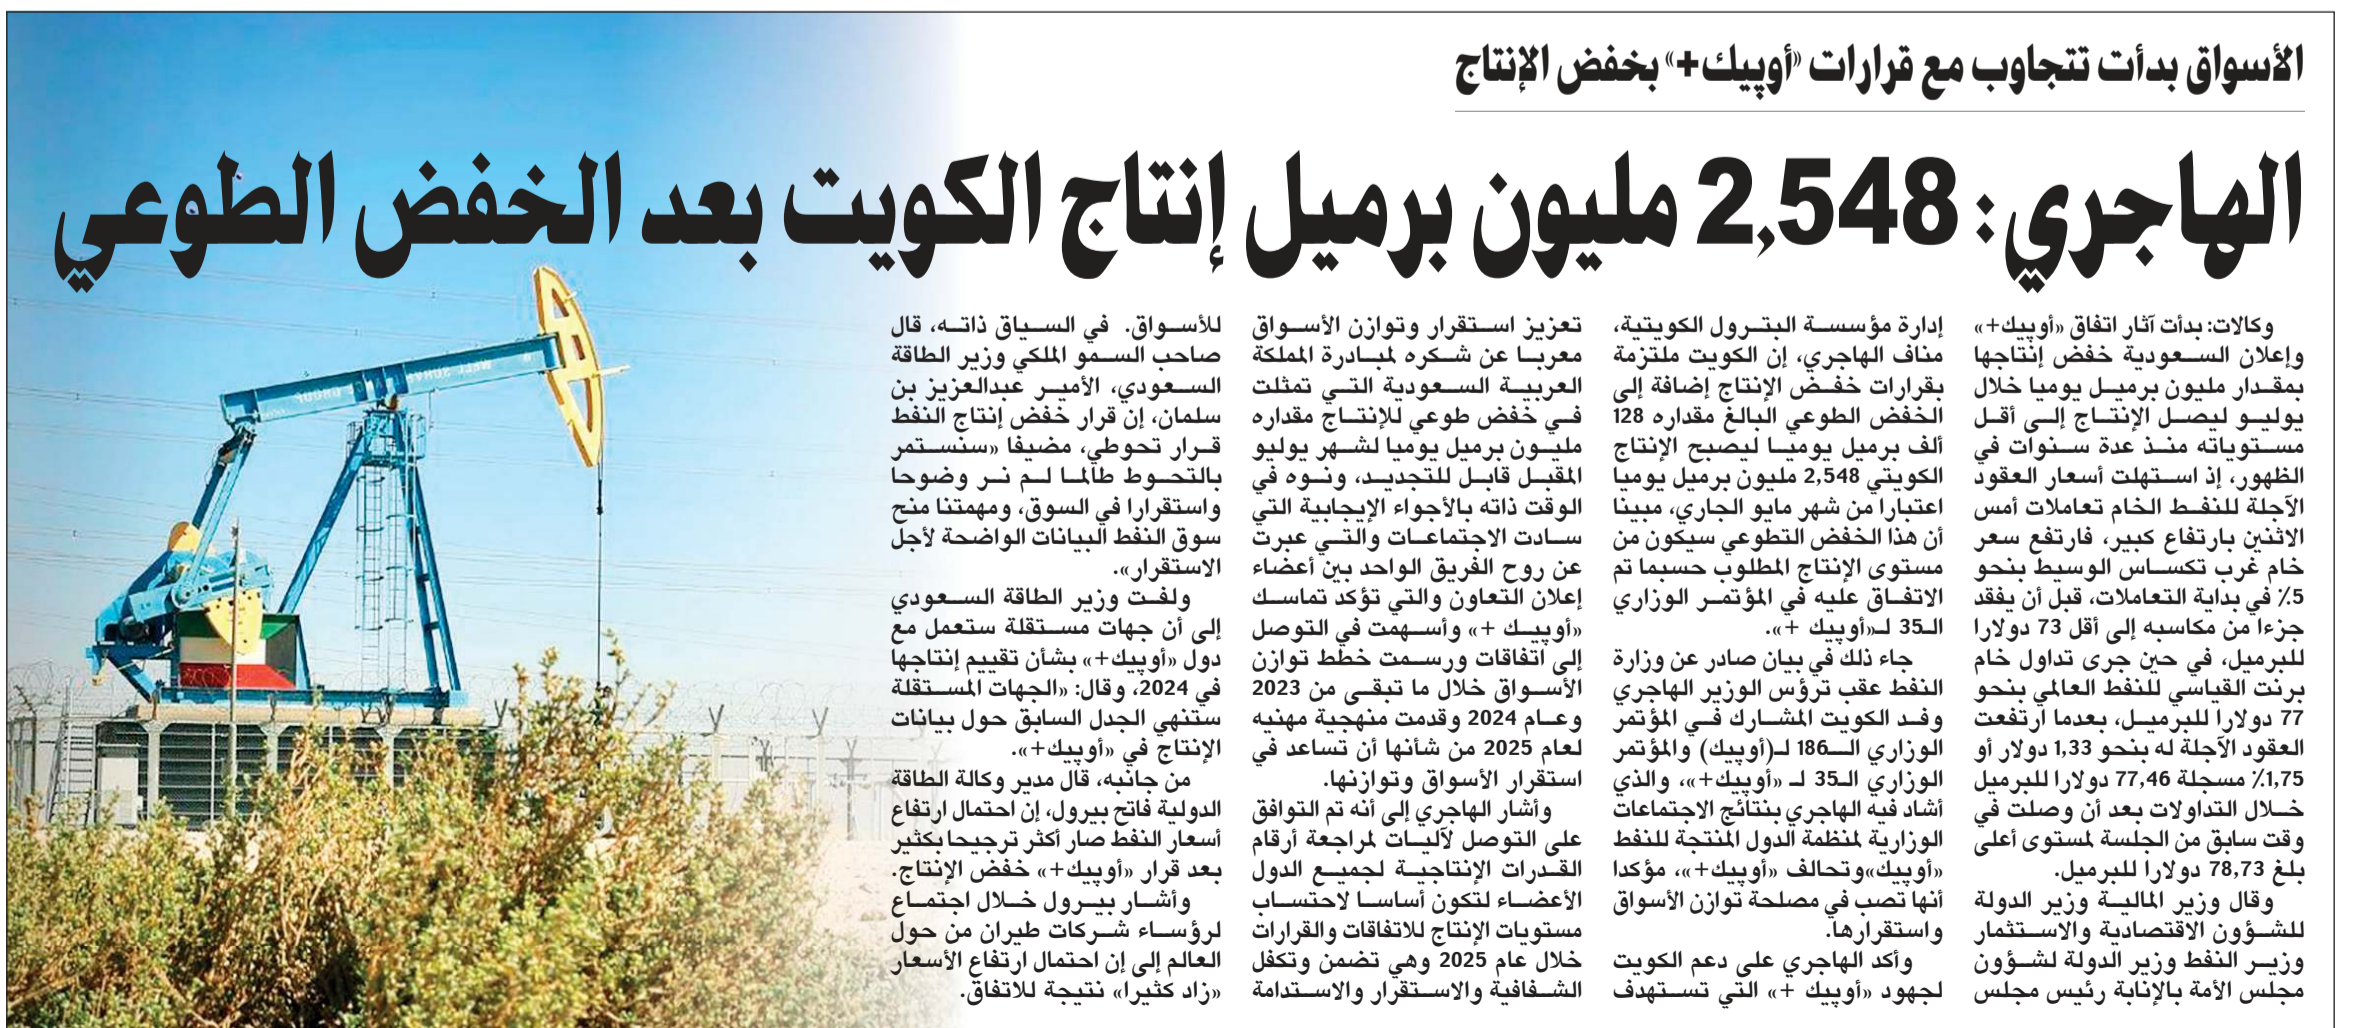 الأسواق بدأت تتجاوب مع قرارات «أوپيك+» بخفض الإنتاج
الهاجري: 2,548 مليون برميل إنتاج الكويت بعد الخفض الطوعي
وكالات: بدأت آثار اتفاق «أوپيك+»
وإعلان السعودية خفض إنتاجها
بمقدار مليون برميل يوميا خلال
يوليو ليصل الإنتاج إلى أقل
مستوياته منذ عدة سنوات في
الظهور، إذ استهلت أسعار العقود
الآجلة للنفط الخام تعاملات أمس
الاثنين بارتفاع كبير، فارتفع سعر
خام غرب تكساس الوسيط بنحو
5٪ في بداية التعاملات، قبل أن يفقد
جزءا من مكاسبه إلى أقل 73 دولارا
للبرميل، في حين جرى تداول خام
برنت القياسي للنفط العالمي بنحو
77 دولارا للبرميل، بعدما ارتفعت
العقود الآجلة له بنحو 1,33 دولار أو
1,75٪ مسجلة 77,46 دولارا للبرميل
خلال التداولات بعد أن وصلت في
وقت سابق من الجلسة لمستوى أعلى
بلغ 78,73 دولارا للبرميل.
وقال وزير المالية وزير الدولة
للشؤون الاقتصادية والاستثمار
وزير النفط وزير الدولة لشؤون
مجلس الأمة بالإنابة رئيس مجلس
إدارة مؤسسة البترول الكويتية،
مناف الهاجري، إن الكويت ملتزمة
بقرارات خفض الإنتاج إضافة إلى
الخفض الطوعي البالغ مقداره 128
ألف برميل يوميا ليصبح الإنتاج
الكويتي 2,548 مليون برميل يوميا
اعتبارا من شهر مايو الجاري، مبينا
أن هذا الخفض التطوعي سيكون من
مستوى الإنتاج المطلوب حسبما تم
الاتفاق عليه في المؤتمر الوزاري
الـ35 لـ«أوپيك +».
جاء ذلك في بيان صادر عن وزارة
النفط عقب ترؤس الوزير الهاجري
وفد الكويت المشارك في المؤتمر
الوزاري الـ186 لـ(أوپيك) والمؤتمر
الوزاري الـ35 لـ «أوپيك+»، والذي
أشاد فيه الهاجري بنتائج الاجتماعات
الوزارية لمنظمة الدول المنتجة للنفط
«أوپيك»وتحالف «أوپيك+»، مؤكدا
أنها تصب في مصلحة توازن الأسواق
واستقرارها.
وأكد الهاجري على دعم الكويت
لجهود «أوپيك +» التي تستهدف
تعزيز استقرار وتوازن الأسواق
معربا عن شكره لمبادرة المملكة
العربية السعودية التي تمثلت
في خفض طوعي للإنتاج مقداره
مليون برميل يوميا لشهر يوليو
المقبل قابل للتجديد، ونوه في
الوقت ذاته بالأجواء الإيجابية التي
سادت الاجتماعات والتي عبرت
عن روح الفريق الواحد بين أعضاء
إعلان التعاون والتي تؤكد تماسك
«أوپيك +» وأسهمت في التوصل
إلى اتفاقات ورسمت خطط توازن
الأسواق خلال ما تبقى من 2023
وعام 2024 وقدمت منهجية مهنيه
لعام 2025 من شأنها أن تساعد في
استقرار الأسواق وتوازنها.
وأشار الهاجري إلى أنه تم التوافق
على التوصل لآليات لمراجعة أرقام
القدرات الإنتاجية لجميع الدول
الأعضاء لتكون أساسا لاحتساب
مستويات الإنتاج للاتفاقات والقرارات
خلال عام 2025 وهي تضمن وتكفل
الشفافية والاستقرار والاستدامة
للأسواق. في السياق ذاته، قال
صاحب السمو الملكي وزير الطاقة
السعودي، الأمير عبدالعزيز بن
سلمان، إن قرار خفض إنتاج النفط
قرار تحوطي، مضيفا «سنستمر
بالتحوط طالما لم نر وضوحا
واستقرارا في السوق، ومهمتنا منح
سوق النفط البيانات الواضحة لأجل
الاستقرار».
ولفت وزير الطاقة السعودي
إلى أن جهات مستقلة ستعمل مع
دول «أوپيك+» بشأن تقييم إنتاجها
في 2024، وقال: «الجهات المستقلة
ستنهي الجدل السابق حول بيانات
الإنتاج في «أوپيك+».
من جانبه، قال مدير وكالة الطاقة
الدولية فاتح بيرول، إن احتمال ارتفاع
أسعار النفط صار أكثر ترجيحا بكثير
بعد قرار «أوپيك+» خفض الإنتاج.
وأشار بيرول خلال اجتماع
لرؤساء شركات طيران من حول
العالم إلى إن احتمال ارتفاع الأسعار
«زاد كثيرا» نتيجة للاتفاق.